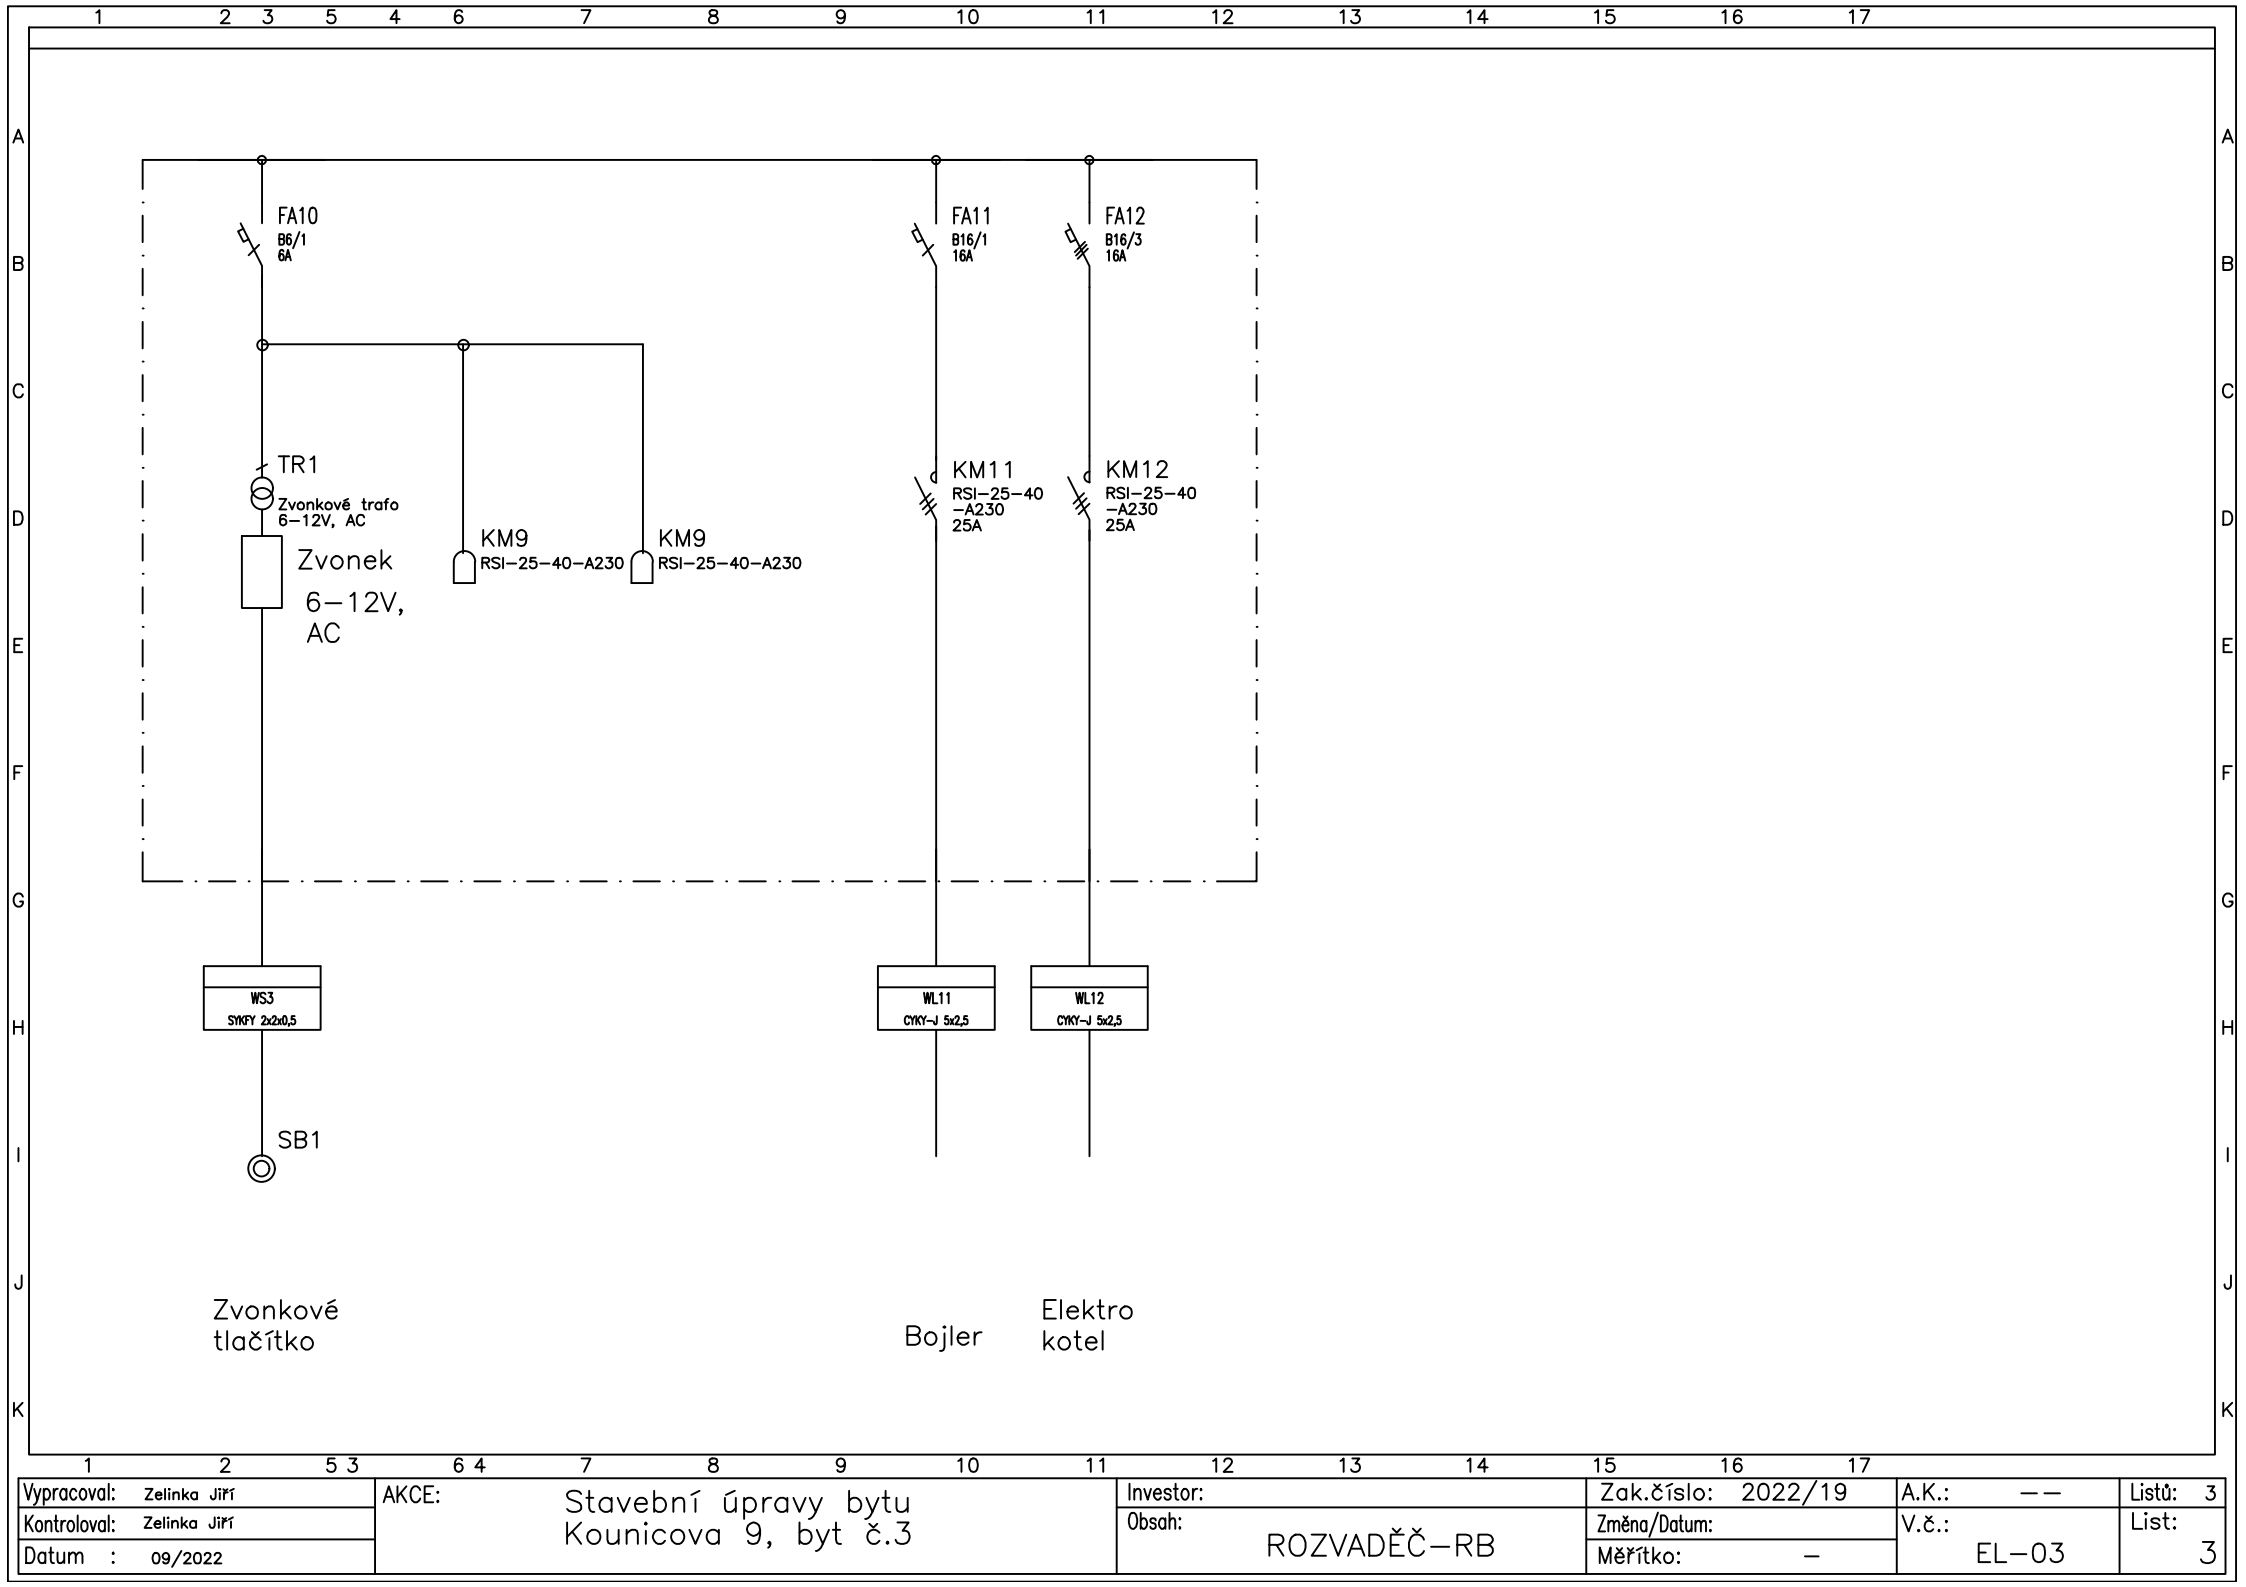 1 2 3 5 4 6 7 8 9 10 11 12 13 14 15 16 17
A A
FA10 FA11 FA12
B6/1 B16/1 B16/3
6A 16A 16A
B B
C C
TR1 KM11 KM12
Zvonkové trafo RSI-25-40 RSI-25-40
6-12V, AC -A230 -A230
25A 25A
D D
KM9 KM9
Zvonek RSI-25-40-A230 RSI-25-40-A230
6-12V,
AC
E E
F F
G G
WS3 WL11 WL12
SYKFY 2x2x0,5 CYKY-J 5x2,5 CYKY-J 5x2,5
H H
SB1
I I
J J
Zvonkové Elektro
tlačítko Bojler kotel
K K
1 2 5 3 6 4 7 8 9 10 11 12 13 14 15 16 17
Vypracoval: Zelinka Jiří
Kontroloval: Zelinka Jiří
Datum : 09/2022
AKCE: Stavební úpravy bytu
Kounicova 9, byt č.3
Investor:
Obsah:
ROZVADĚČ-RB
Zak.číslo: 2022/19
Změna/Datum:
Měřítko: -
A.K.: --
V.č.:
EL-03
Listů: 3
List:
3